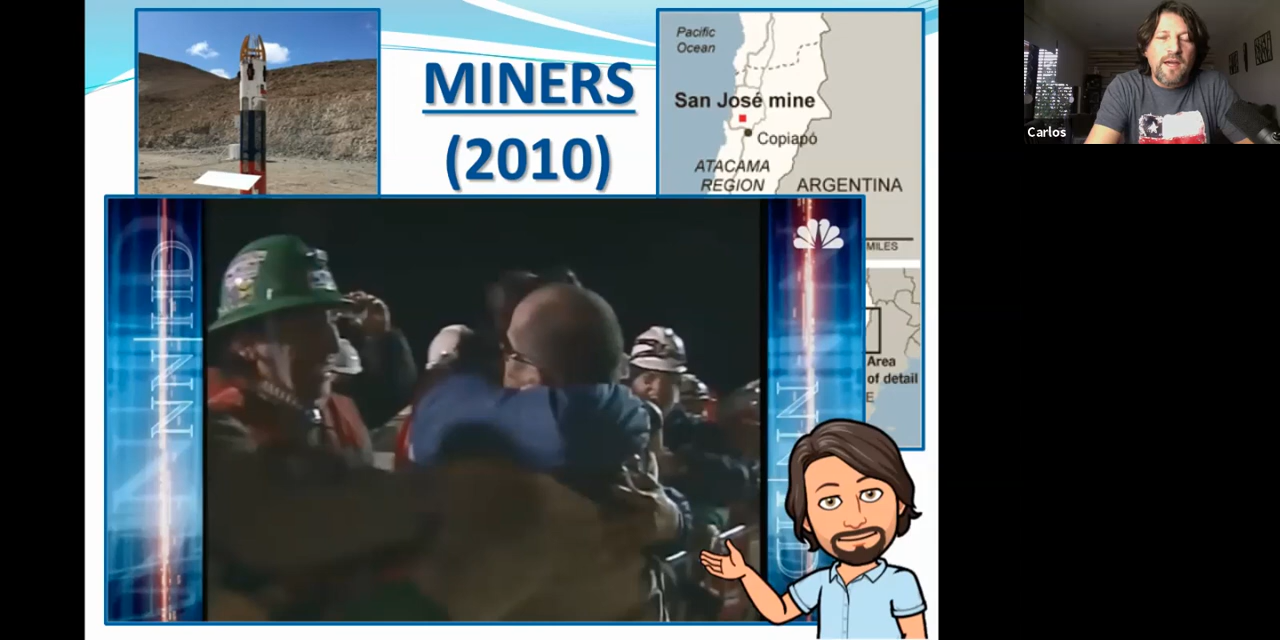 MINERS
(2010)
Pacific
Ocean
San José mine
Copiapó
ATACAMA
REGION
ARGENTINA
MILES
Area
of detail
E
Carlos